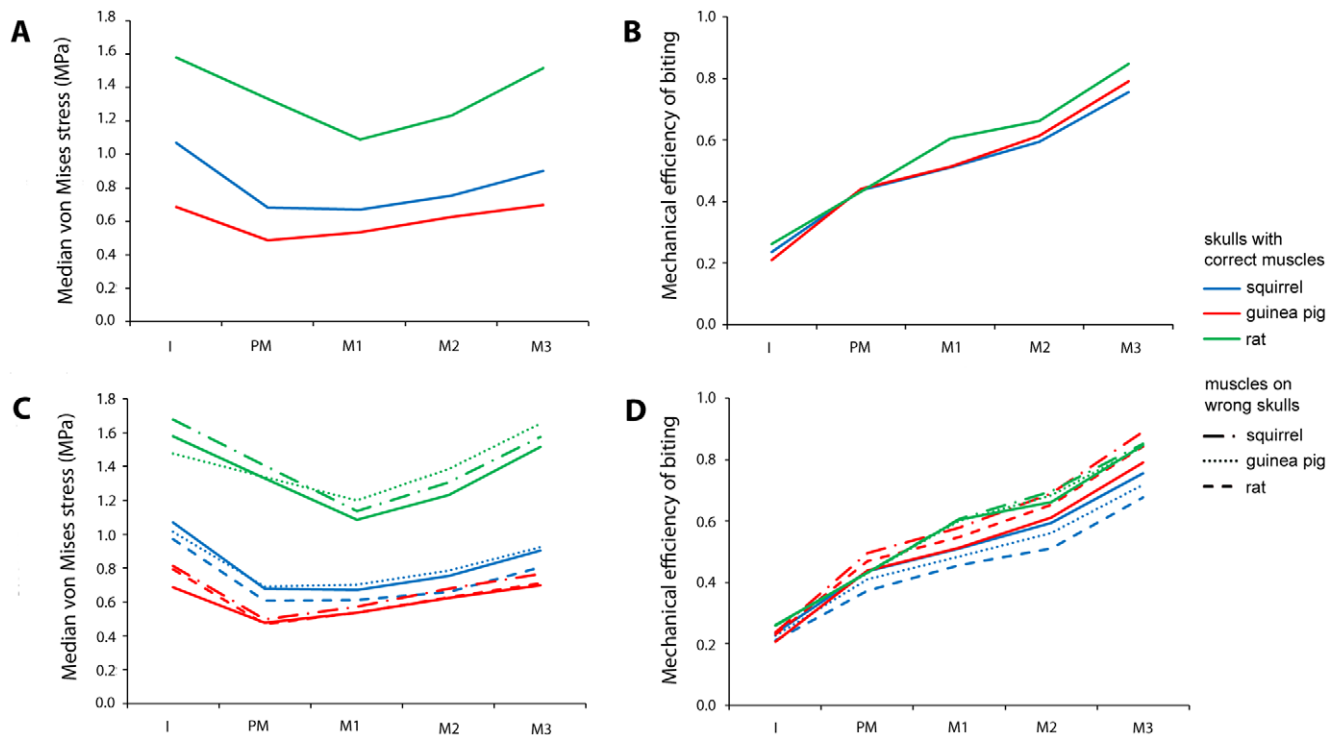 A
Median von Mises stress (MPa)
1.8
1.6
1.4
1.2
1.0
0.8
0.6
0.4
0.2
0.0
I PM M1 M2 M3
B
Mechanical efficiency of biting
1.0
0.8
0.6
0.4
0.2
0.0
I PM M1 M2 M3
skulls with
correct muscles
squirrel
guinea pig
rat
muscles on
wrong skulls
squirrel
guinea pig
rat
C
Median von Mises stress (MPa)
1.8
1.6
1.4
1.2
1.0
0.8
0.6
0.4
0.2
0.0
I PM M1 M2 M3
D
Mechanical efficiency of biting
1.0
0.8
0.6
0.4
0.2
0.0
I PM M1 M2 M3